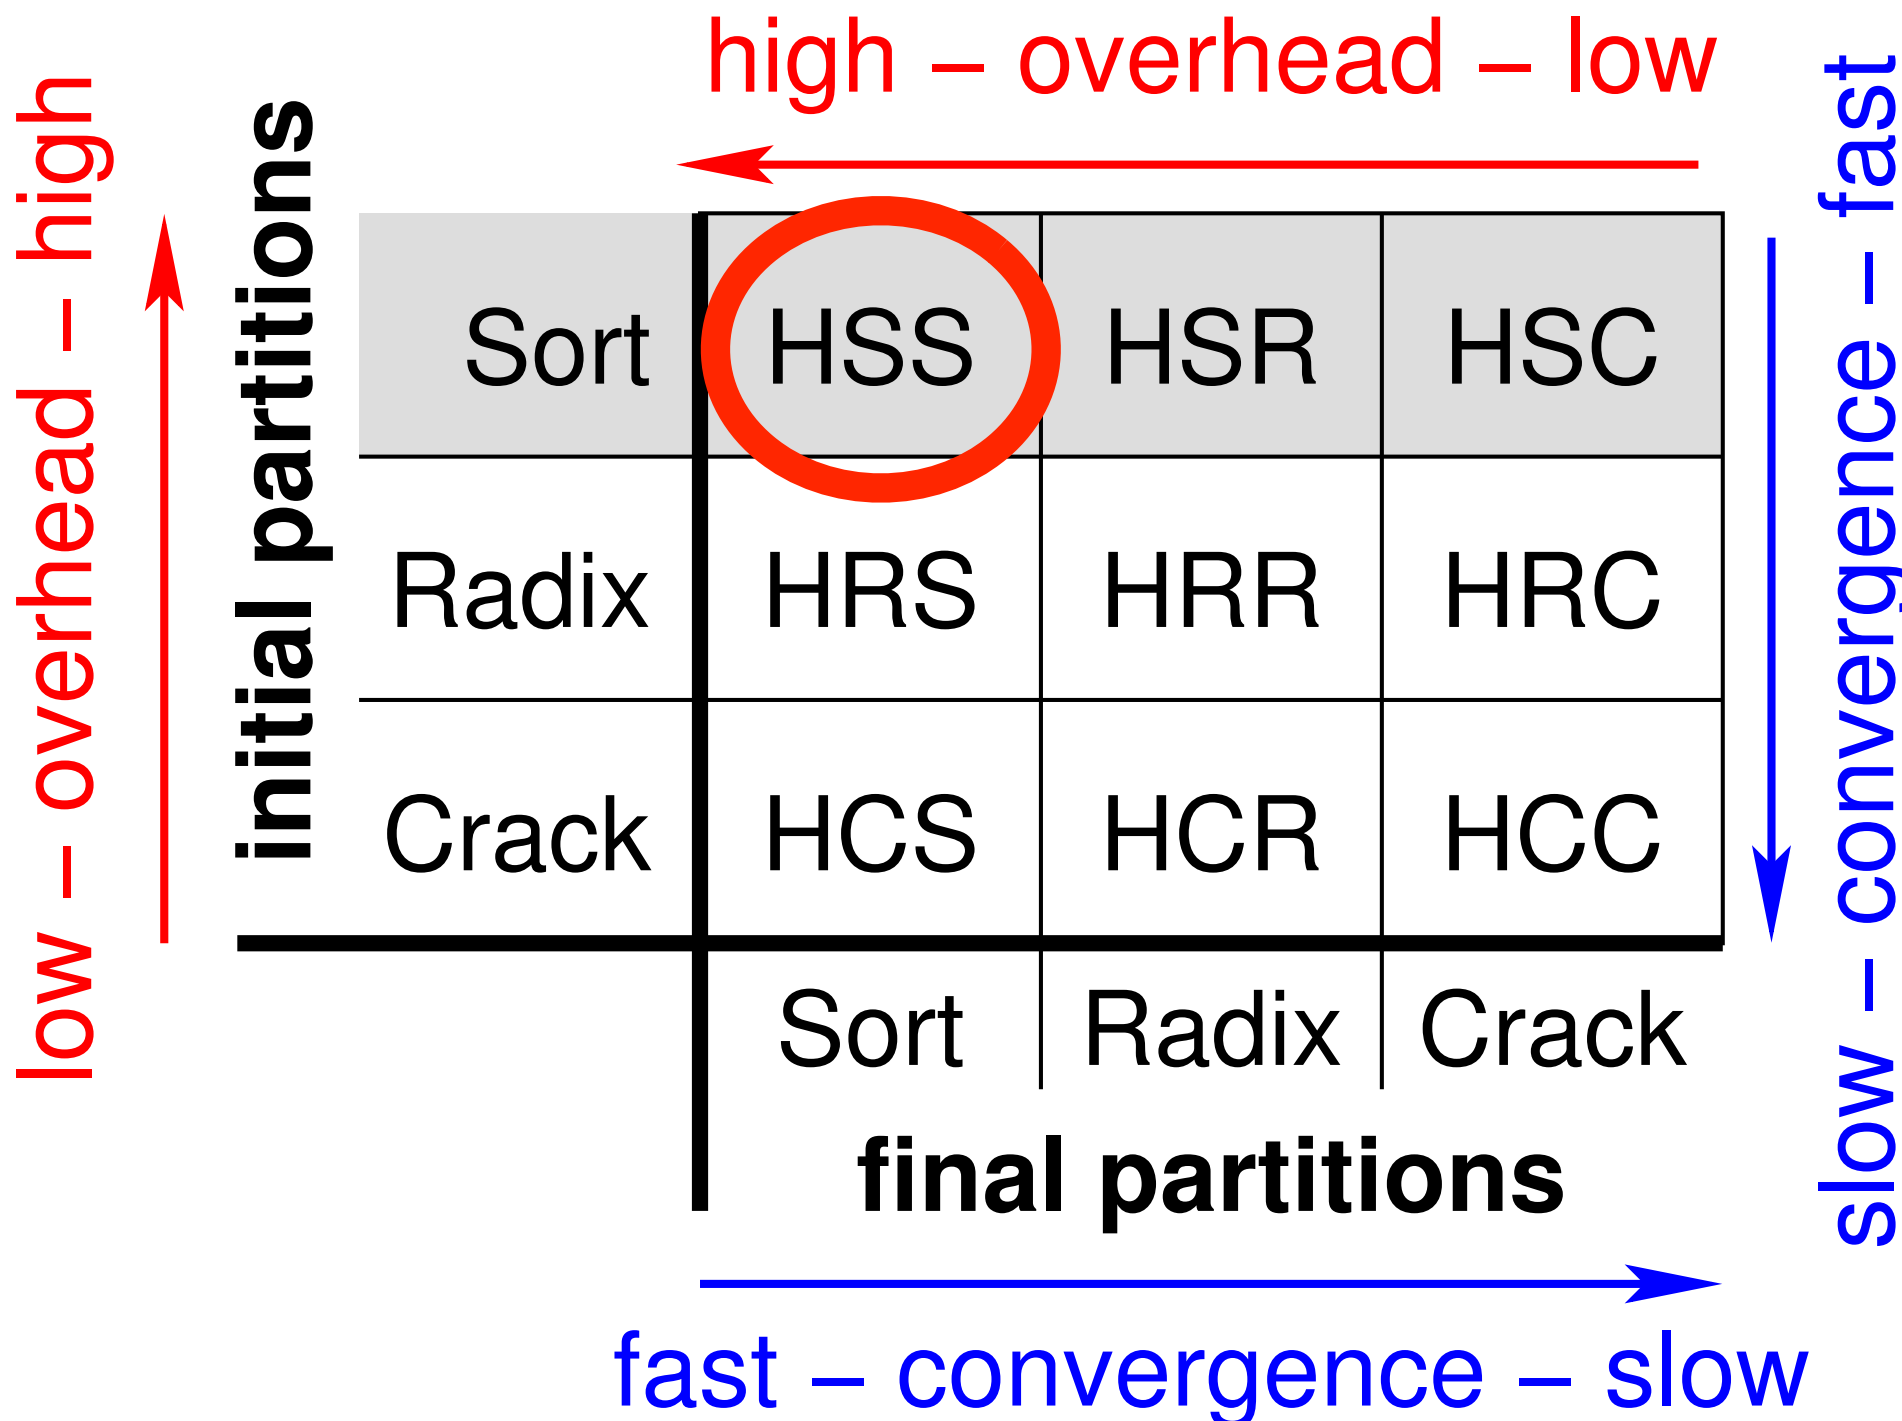 high – overhead – low
low – overhead – high
initial partitions
Sort HSS HSR HSC
Radix HRS HRR HRC
Crack HCS HCR HCC
Sort Radix Crack
final partitions
slow – convergence – fast
fast – convergence – slow